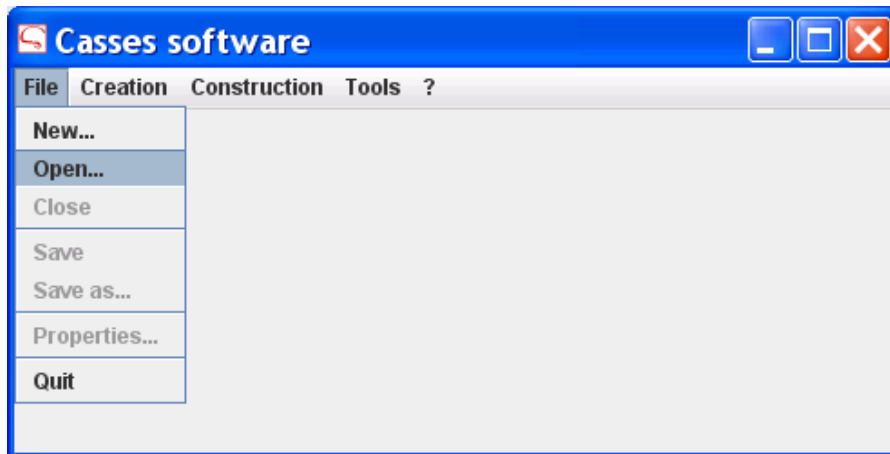 Casses software
File Creation Construction Tools ?
New...
Open...
Close
Save
Save as...
Properties...
Quit